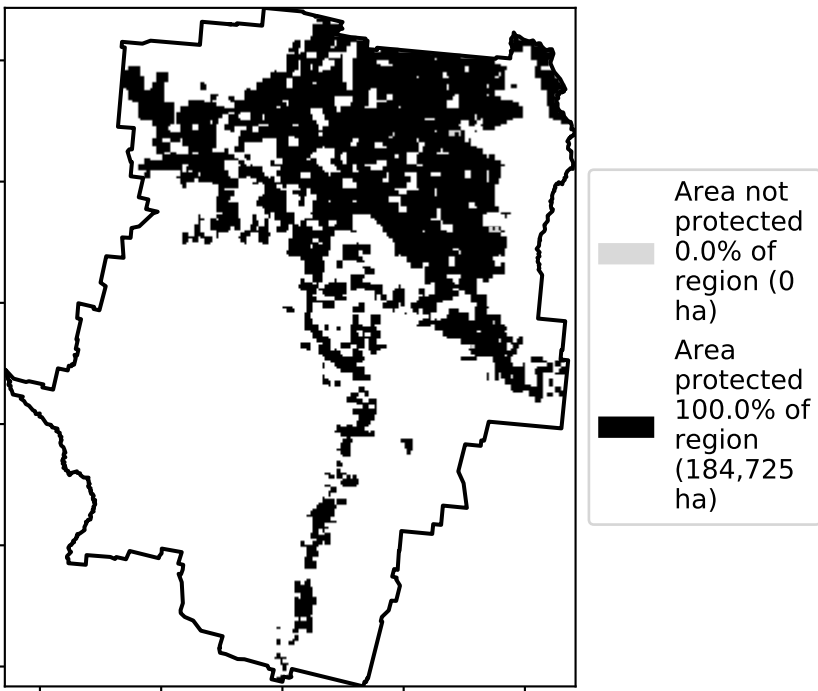 Area not
protected
0.0% of
region (0
ha)
Area
protected
100.0% of
region
(184,725
ha)